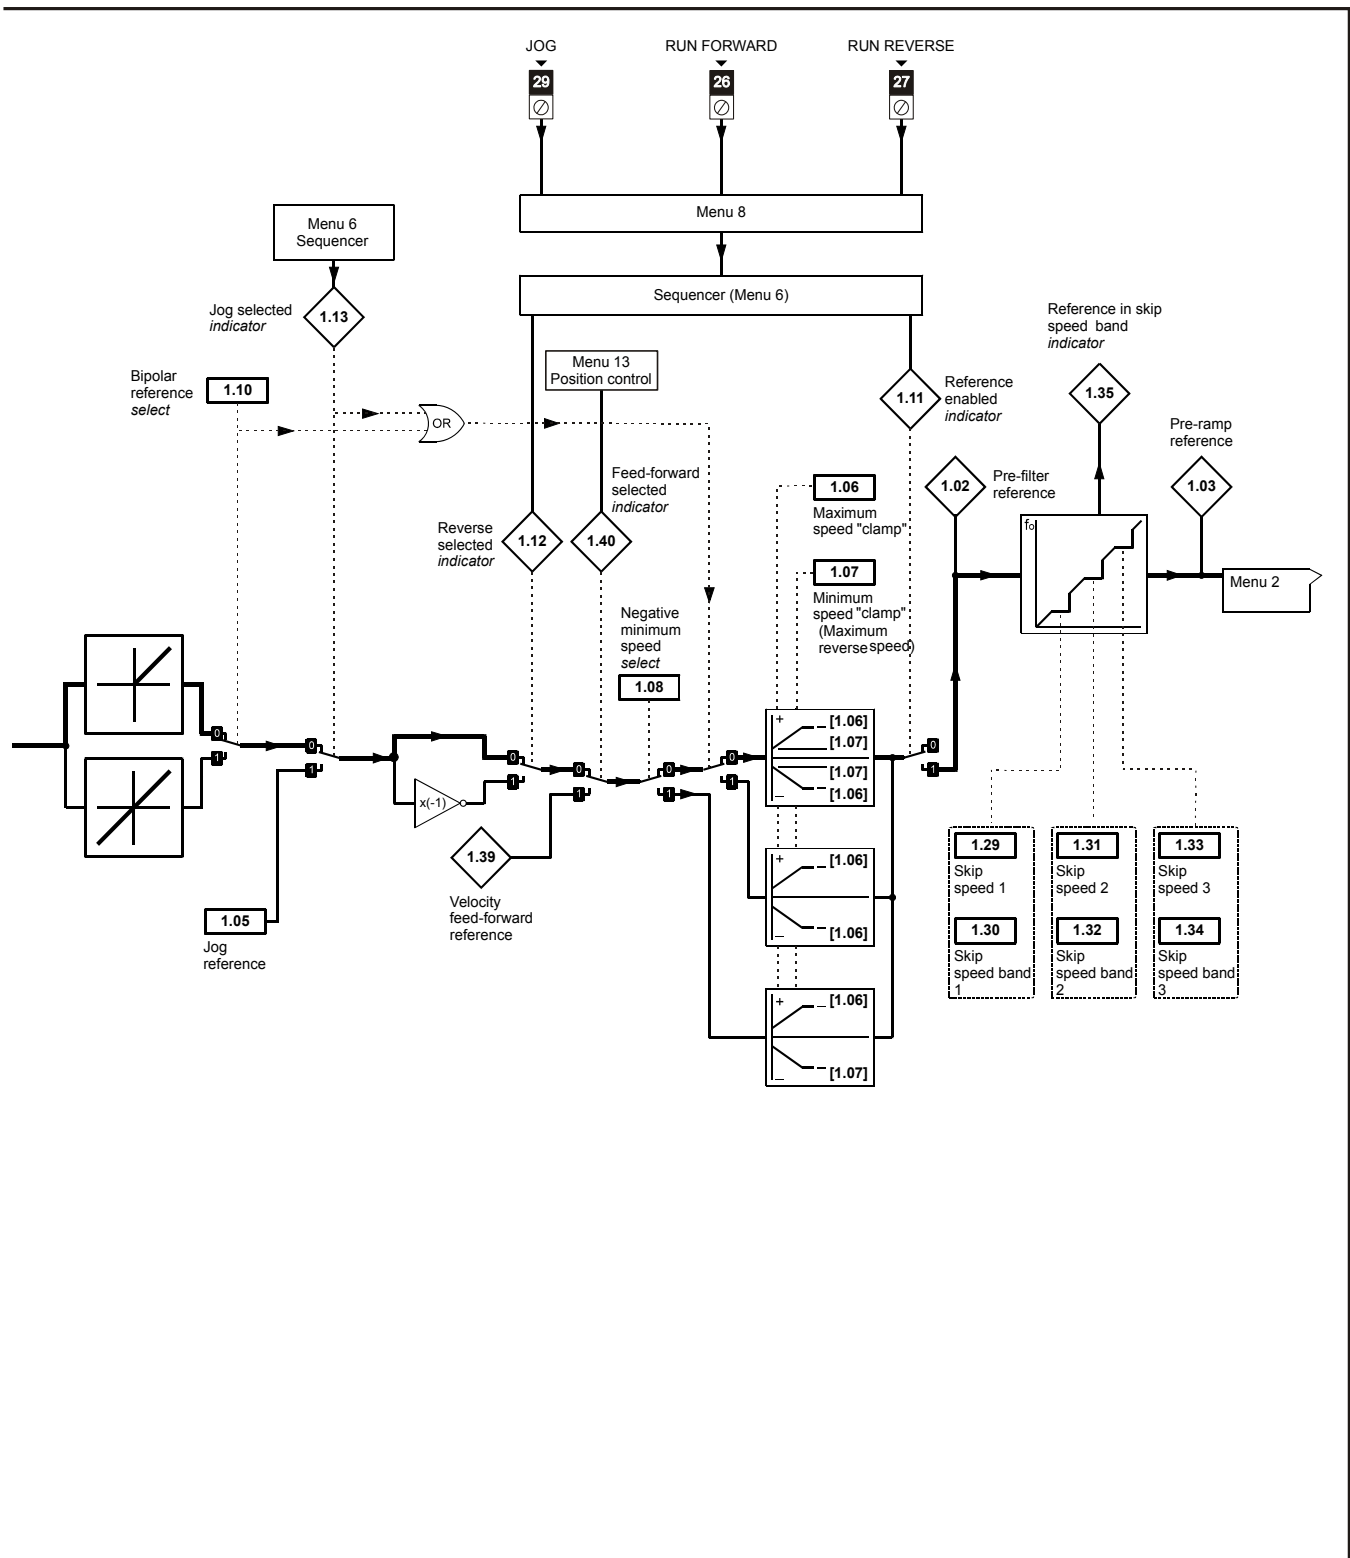 JOG
RUN FORWARD
RUN REVERSE
29
26
27
Menu 8
Menu 6
Sequencer
Sequencer (Menu 6)
Jog selected
indicator
1.13
Menu 13
Position control
Reference in skip
speed band
indicator
Bipolar
reference
select
1.10
1.11
Reference
enabled
indicator
1.35
OR
Pre-ramp
reference
Feed-forward
selected
indicator
1.06
Maximum
speed "clamp"
1.02
Pre-filter
reference
1.03
Reverse
selected
indicator
1.12
1.40
fo
1.07
Minimum
speed "clamp"
(Maximum
reverse speed)
Menu 2
Negative
minimum
speed
select
1.08
0
1
0
1
x(-1)
0
1
0
1
0
1
0
1
+
[1.06]
[1.07]
[1.07]
[1.06]
_
0
1
1.05
Jog
reference
1.39
Velocity
feed-forward
reference
+
[1.06]
[1.06]
_
+
[1.06]
[1.07]
_
1.29
Skip
speed 1
1.30
Skip
speed band
1
1.31
Skip
speed 2
1.32
Skip
speed band
2
1.33
Skip
speed 3
1.34
Skip
speed band
3